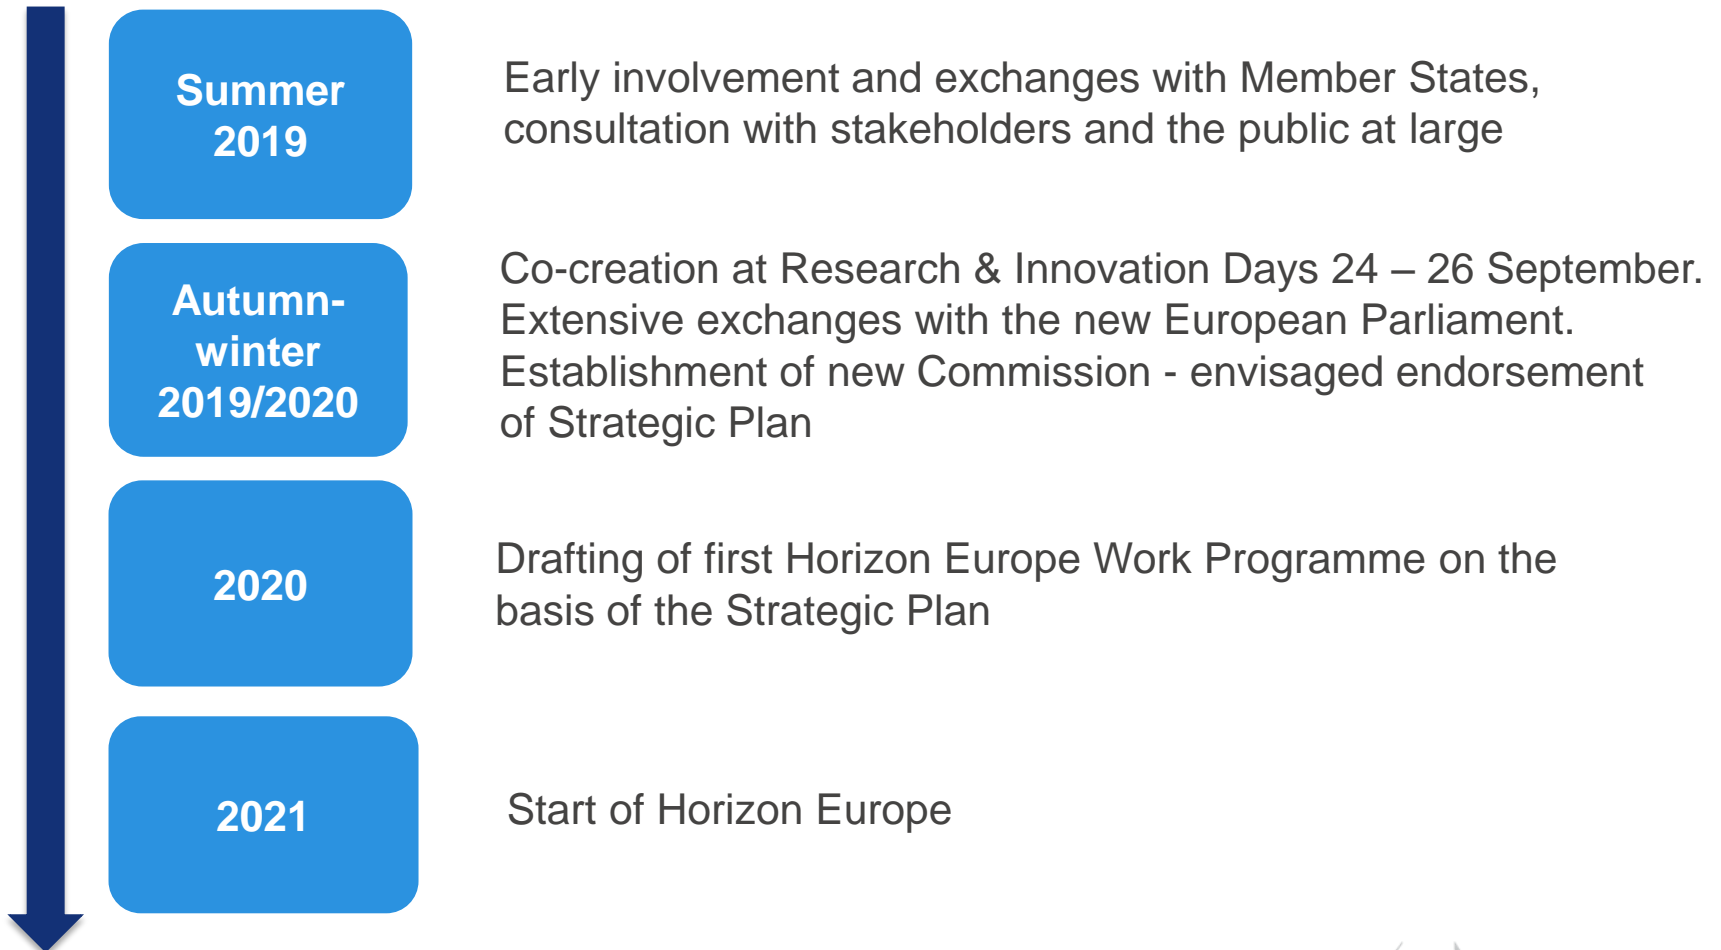 Summer
2019
Early involvement and exchanges with Member States,
consultation with stakeholders and the public at large
Autumn-
winter
2019/2020
Co-creation at Research & Innovation Days 24 – 26 September.
Extensive exchanges with the new European Parliament.
Establishment of new Commission - envisaged endorsement
of Strategic Plan
2020
Drafting of first Horizon Europe Work Programme on the
basis of the Strategic Plan
2021
Start of Horizon Europe